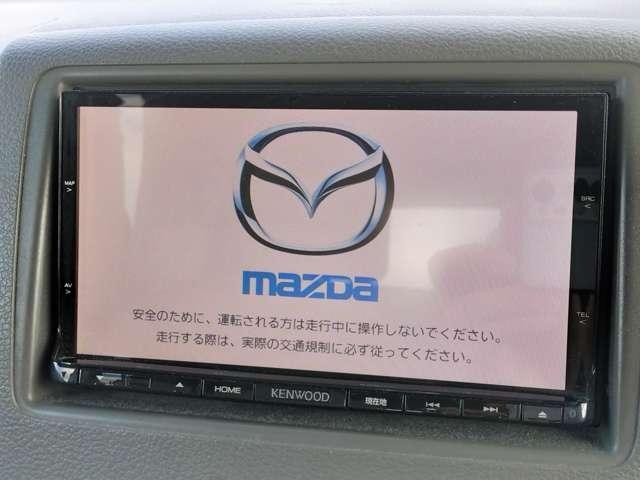 MAP
AV
SRC
TEL
mazda
安全のために、運転される方は走行中に操作しないでください。
走行する際は、実際の交通規制に必ず従ってください。
HOME
KENWOOD
現在地